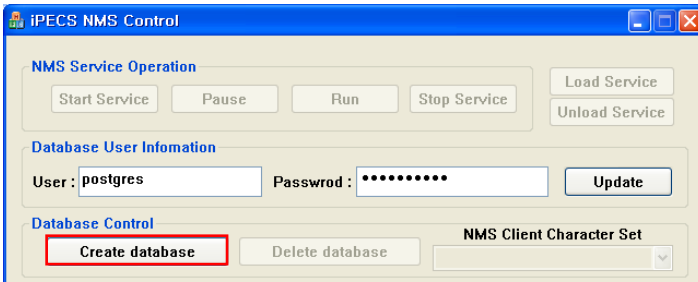 iPECS NMS Control
NMS Service Operation
Start Service Pause Run Stop Service
Load Service
Unload Service
Database User Infomation
User : postgres Passwrod : ●●●●●●●●●● Update
Database Control
Create database Delete database
NMS Client Character Set